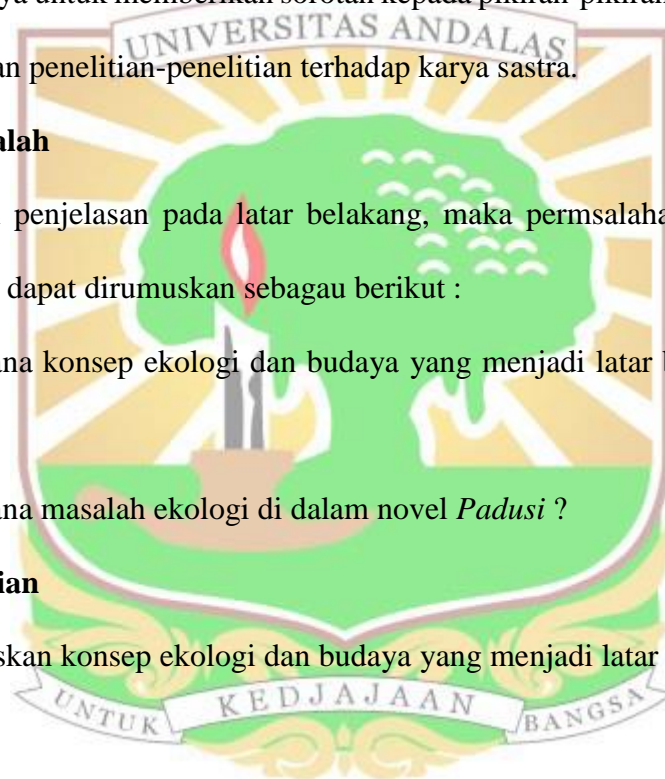 ya untuk memberikan sorotan kepada pikiran-pikiran
UNIVERSITAS ANDALAS
an penelitian-penelitian terhadap karya sastra.
alah
penjelasan pada latar belakang, maka permsalaha
dapat dirumuskan sebagau berikut :
ana konsep ekologi dan budaya yang menjadi latar b
ana masalah ekologi di dalam novel Padusi ?
ian
skan konsep ekologi dan budaya yang menjadi latar
UNTUK KEDJAJAAN BANGSA